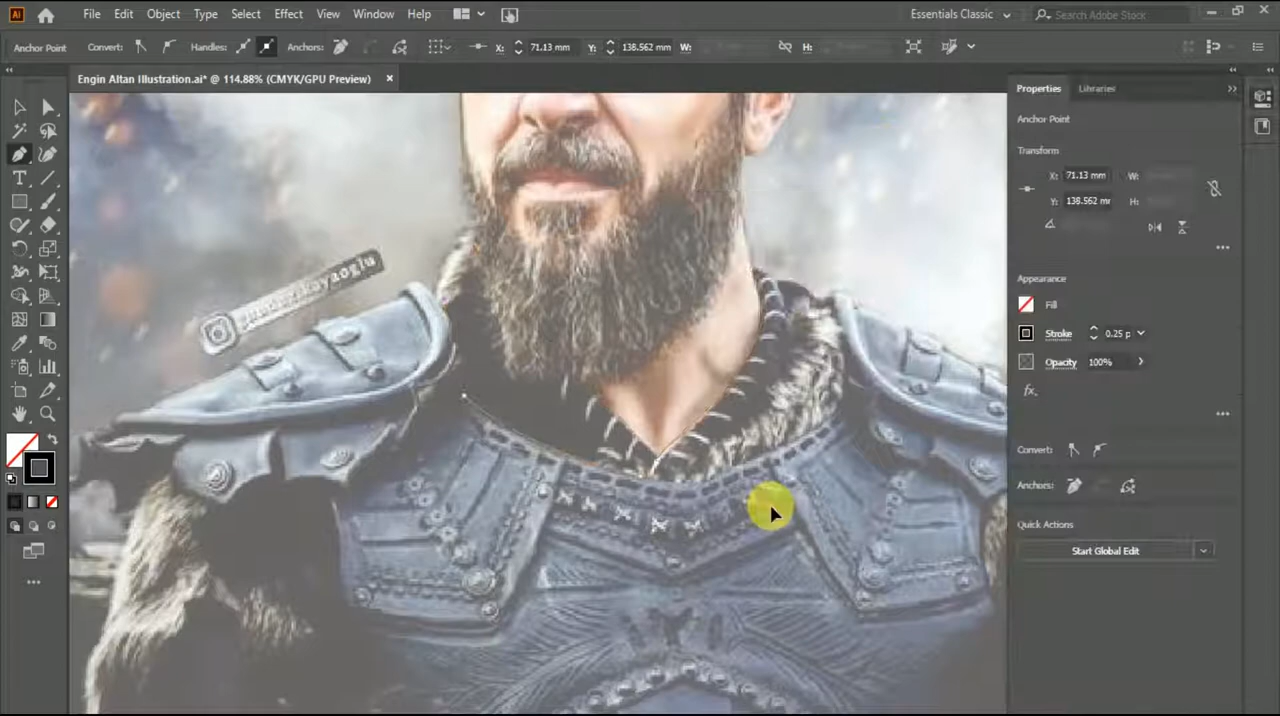 Ai File Edit Object Type Select Effect View Window Help Essentials Classic Search Adobe Stock
Anchor Point Convert: Handles: Anchors: X: 71.13 mm Y: 138.562 mm W: H:
Engin Altan Illustration.ai* @ 114.88% (CMYK/GPU Preview)
Properties Libraries
Anchor Point
Transform
X: 71.13 mm W:
Y: 138.562 mr H:
Appearance
Fill
Stroke 0.25 p
Opacity 100%
fx.
Convert:
Anchors:
Quick Actions
Start Global Edit